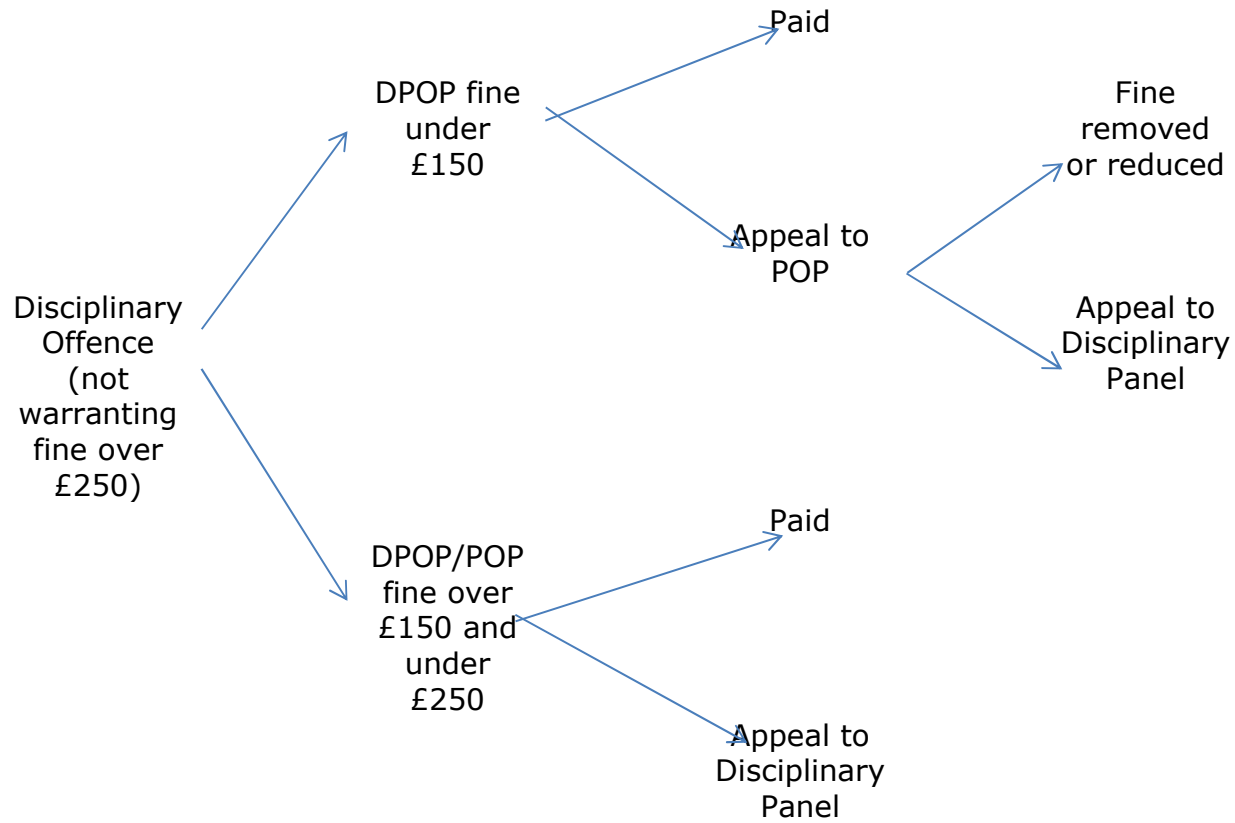 Paid
DPOP fine
under
£150
Fine
removed
or reduced
Appeal to
POP
Disciplinary
Offence
(not
warranting
fine over
£250)
Appeal to
Disciplinary
Panel
Paid
DPOP/POP
fine over
£150 and
under
£250
Appeal to
Disciplinary
Panel